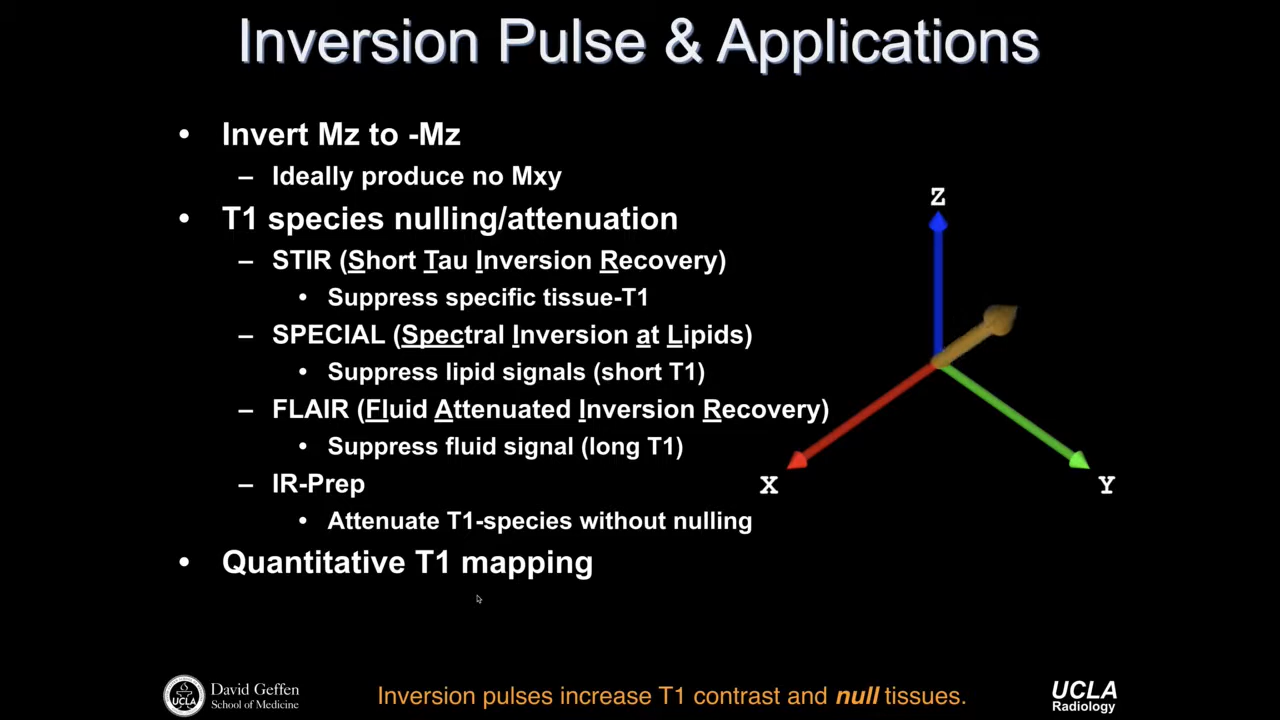 Inversion Pulse & Applications
• Invert Mz to -Mz
– Ideally produce no Mxy
• T1 species nulling/attenuation
– STIR (Short Tau Inversion Recovery)
• Suppress specific tissue-T1
– SPECIAL (Spectral Inversion at Lipids)
• Suppress lipid signals (short T1)
– FLAIR (Fluid Attenuated Inversion Recovery)
• Suppress fluid signal (long T1)
– IR-Prep
• Attenuate T1-species without nulling
• Quantitative T1 mapping
Z
X
Y
UCLA
David Geffen
School of Medicine
Inversion pulses increase T1 contrast and null tissues.
UCLA
Radiology